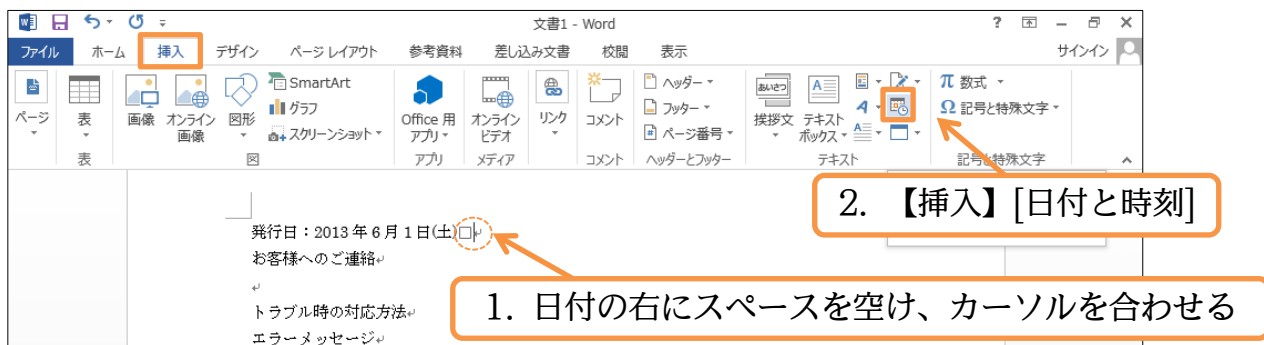 文書1 - Word
?
ファイル ホーム 挿入 デザイン ページ レイアウト 参考資料 差し込み文書 校閲 表示 サインイン
ページ
表
画像
オンライン
画像
図形
SmartArt
グラフ
スクリーンショット
Office 用
アプリ
オンライン
ビデオ
リンク
コメント
ヘッダー
フッター
ページ番号
あいさつ
挨拶文
テキスト
ボックス
π 数式
Ω 記号と特殊文字
表 図 アプリ メディア コメント ヘッダーとフッター テキスト 記号と特殊文字
2. 【挿入】[日付と時刻]
発行日：2013 年 6 月 1 日(土)□
お客様へのご連絡
1. 日付の右にスペースを空け、カーソルを合わせる
トラブル時の対応方法
エラーメッセージ